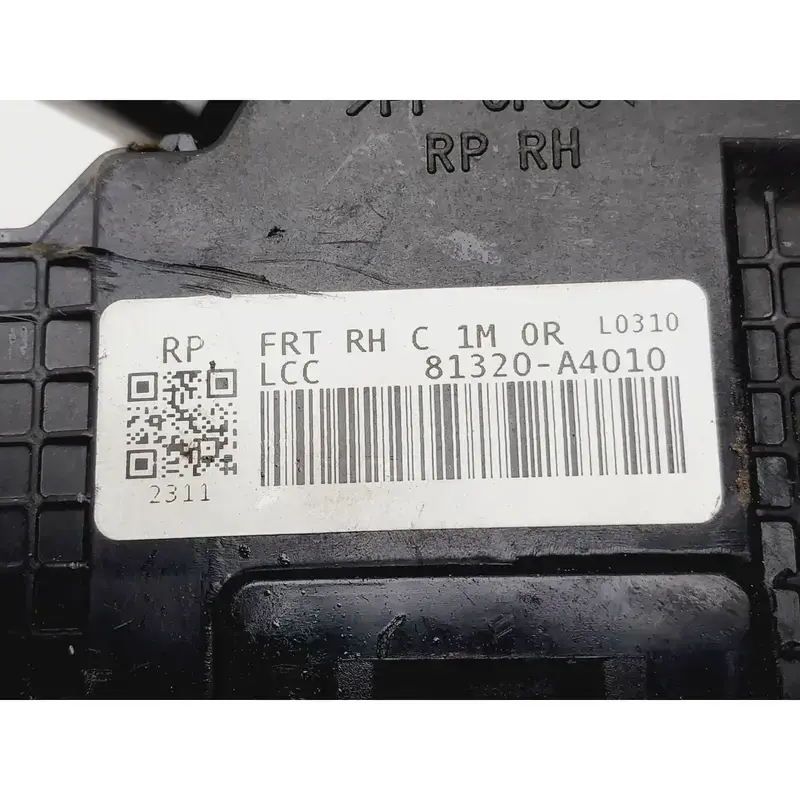 RP RH
RP FRT RH C 1M 0R L0310
LCC 81320-A4010
2311